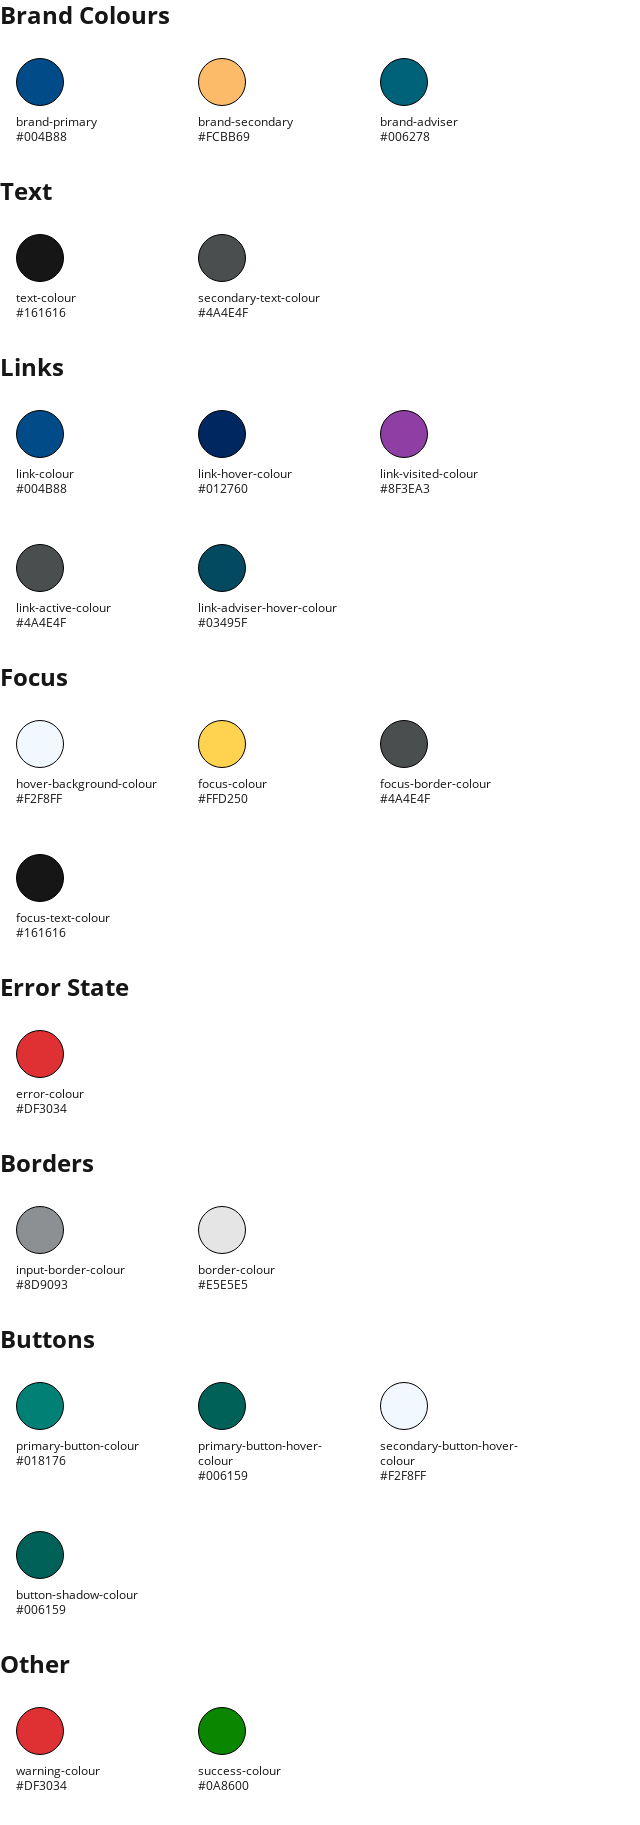 Brand Colours
brand-primary
#004B88
brand-secondary
#FCBB69
brand-adviser
#006278
Text
text-colour
#161616
secondary-text-colour
#4A4E4F
Links
link-colour
#004B88
link-hover-colour
#012760
link-visited-colour
#8F3EA3
link-active-colour
#4A4E4F
link-adviser-hover-colour
#03495F
Focus
hover-background-colour
#F2F8FF
focus-colour
#FFD250
focus-border-colour
#4A4E4F
focus-text-colour
#161616
Error State
error-colour
#DF3034
Borders
input-border-colour
#8D9093
border-colour
#E5E5E5
Buttons
primary-button-colour
#018176
primary-button-hover-
colour
#006159
secondary-button-hover-
colour
#F2F8FF
button-shadow-colour
#006159
Other
warning-colour
#DF3034
success-colour
#0A8600